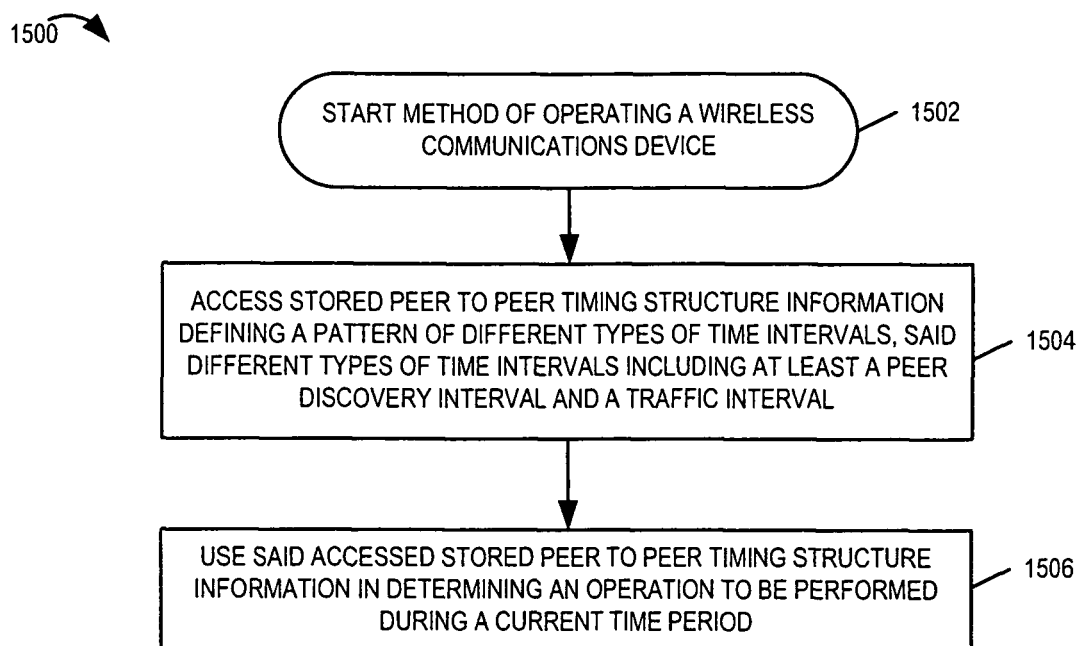 1500
START METHOD OF OPERATING A WIRELESS
COMMUNICATIONS DEVICE
1502
ACCESS STORED PEER TO PEER TIMING STRUCTURE INFORMATION
DEFINING A PATTERN OF DIFFERENT TYPES OF TIME INTERVALS, SAID
DIFFERENT TYPES OF TIME INTERVALS INCLUDING AT LEAST A PEER
DISCOVERY INTERVAL AND A TRAFFIC INTERVAL
1504
USE SAID ACCESSED STORED PEER TO PEER TIMING STRUCTURE
INFORMATION IN DETERMINING AN OPERATION TO BE PERFORMED
DURING A CURRENT TIME PERIOD
1506